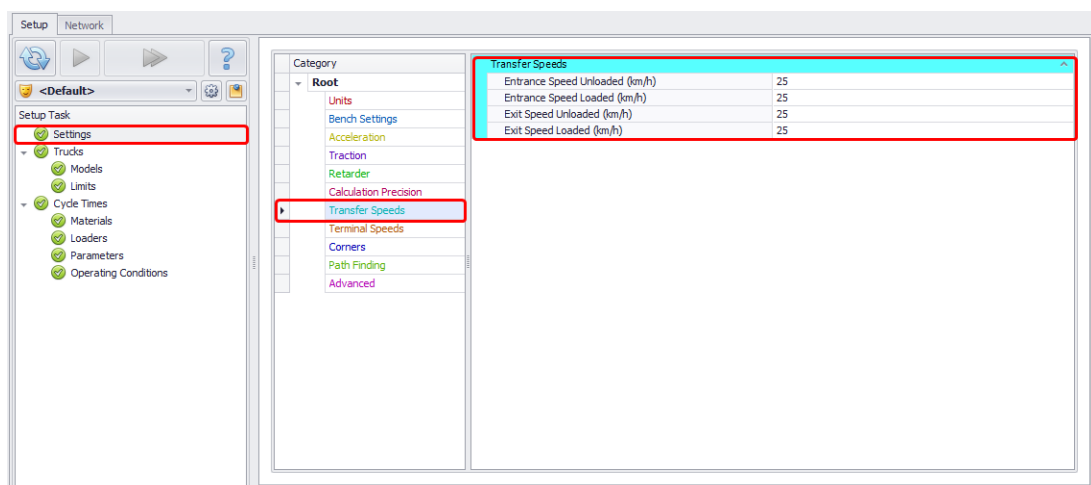 Setup Network
<Default>
Setup Task
Settings
Trucks
Models
Limits
Cycle Times
Materials
Loaders
Parameters
Operating Conditions
Category
Root
Units
Bench Settings
Acceleration
Traction
Retarder
Calculation Precision
Transfer Speeds
Terminal Speeds
Corners
Path Finding
Advanced
Transfer Speeds
Entrance Speed Unloaded (km/h) 25
Entrance Speed Loaded (km/h) 25
Exit Speed Unloaded (km/h) 25
Exit Speed Loaded (km/h) 25